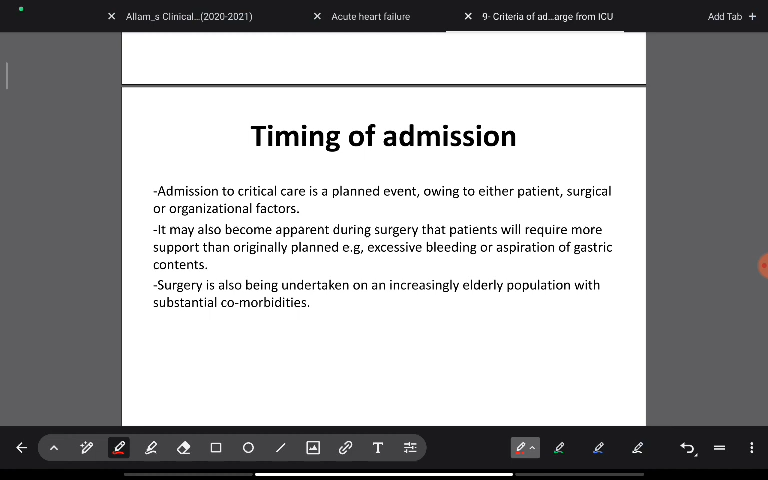 Allam_s Clinical...(2020-2021)
Acute heart failure
9- Criteria of ad...arge from ICU
Add Tab
Timing of admission
-Admission to critical care is a planned event, owing to either patient, surgical
or organizational factors.
-It may also become apparent during surgery that patients will require more
support than originally planned e.g, excessive bleeding or aspiration of gastric
contents.
-Surgery is also being undertaken on an increasingly elderly population with
substantial co-morbidities.